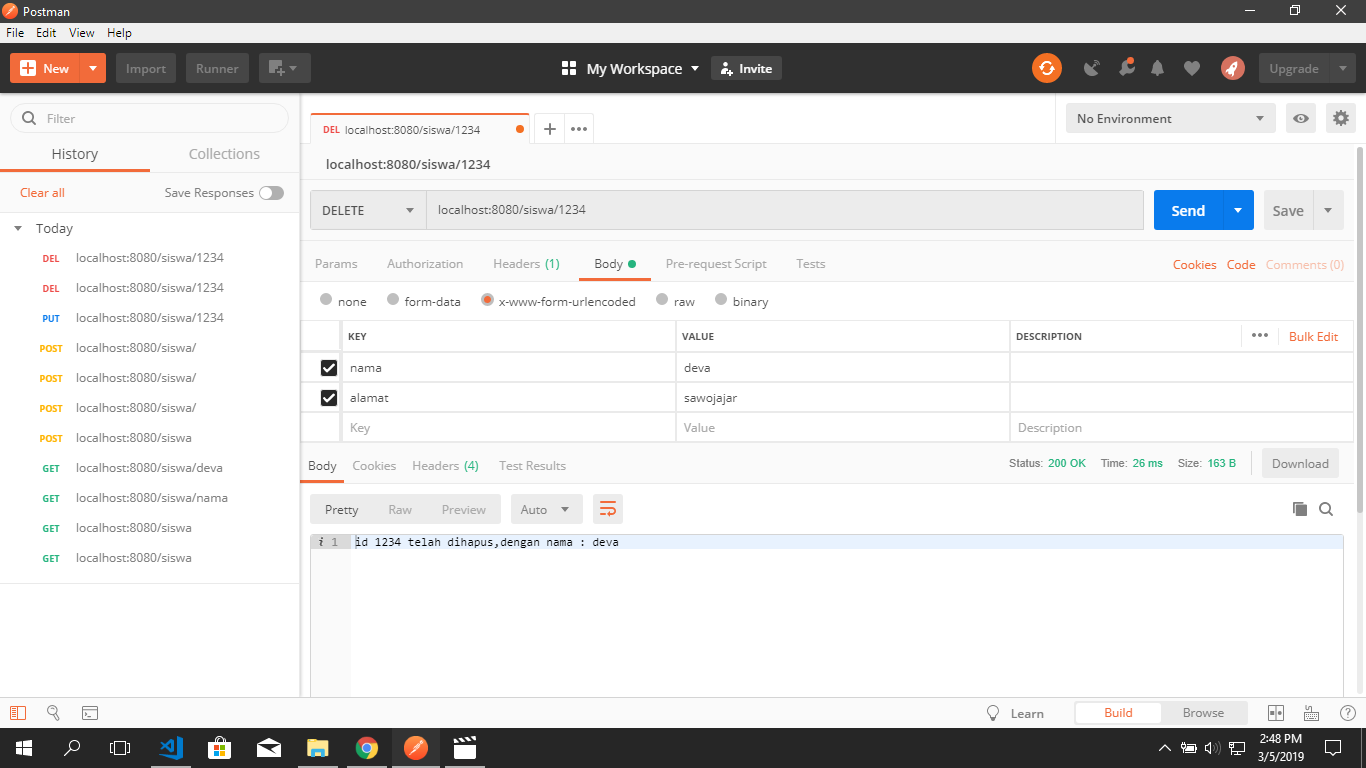 Postman
File Edit View Help
New Import Runner My Workspace Invite Upgrade
Filter
History Collections
Clear all Save Responses
Today
DEL localhost:8080/siswa/1234
DEL localhost:8080/siswa/1234
PUT localhost:8080/siswa/1234
POST localhost:8080/siswa/
POST localhost:8080/siswa/
POST localhost:8080/siswa/
POST localhost:8080/siswa
GET localhost:8080/siswa/deva
GET localhost:8080/siswa/nama
GET localhost:8080/siswa
GET localhost:8080/siswa
DEL localhost:8080/siswa/1234
No Environment
localhost:8080/siswa/1234
DELETE localhost:8080/siswa/1234 Send Save
Params Authorization Headers (1) Body Pre-request Script Tests Cookies Code Comments (0)
none form-data x-www-form-urlencoded raw binary
KEY VALUE DESCRIPTION Bulk Edit
nama deva
alamat sawojajar
Key Value Description
Body Cookies Headers (4) Test Results Status: 200 OK Time: 26 ms Size: 163 B Download
Pretty Raw Preview Auto
i 1 id 1234 telah dihapus,dengan nama : deva
Learn Build Browse
2:48 PM
3/5/2019